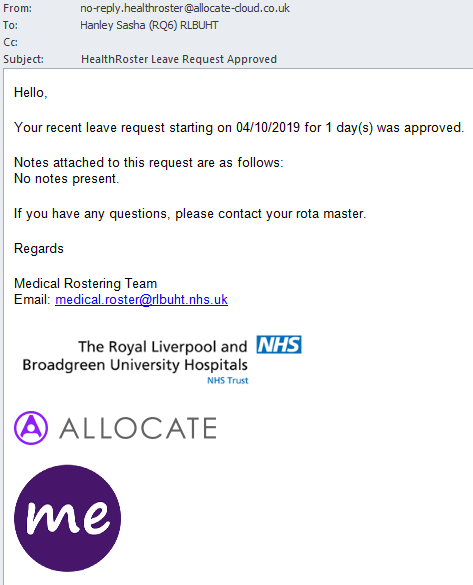 From: no-reply.healthroster@allocate-cloud.co.uk
To: Hanley Sasha (RQ6) RLBUHT
Cc:
Subject: HealthRoster Leave Request Approved
Hello,
Your recent leave request starting on 04/10/2019 for 1 day(s) was approved.
Notes attached to this request are as follows:
No notes present.
If you have any questions, please contact your rota master.
Regards
Medical Rostering Team
Email: medical.roster@rlbuht.nhs.uk
The Royal Liverpool and NHS
Broadgreen University Hospitals
NHS Trust
ALLOCATE
me